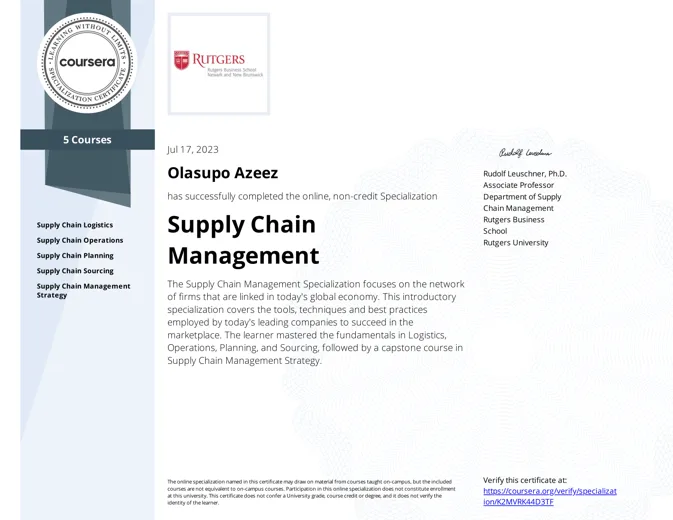 LEARNING WITHOUT LIMITS
coursera
SPECIALIZATION CERTIFICATE
5 Courses
Supply Chain Logistics
Supply Chain Operations
Supply Chain Planning
Supply Chain Sourcing
Supply Chain Management
Strategy
RUTGERS
Rutgers Business School
Newark and New Brunswick
Jul 17, 2023
Olasupo Azeez
has successfully completed the online, non-credit Specialization
Supply Chain
Management
The Supply Chain Management Specialization focuses on the network
of firms that are linked in today's global economy. This introductory
specialization covers the tools, techniques and best practices
employed by today's leading companies to succeed in the
marketplace. The learner mastered the fundamentals in Logistics,
Operations, Planning, and Sourcing, followed by a capstone course in
Supply Chain Management Strategy.
The online specialization named in this certificate may draw on material from courses taught on-campus, but the included
courses are not equivalent to on-campus courses. Participation in this online specialization does not constitute enrollment
at this university. This certificate does not confer a University grade, course credit or degree, and it does not verify the
identity of the learner.
Rudolf Leuschner
Rudolf Leuschner, Ph.D.
Associate Professor
Department of Supply
Chain Management
Rutgers Business
School
Rutgers University
Verify this certificate at:
https://coursera.org/verify/specializat
ion/K2MVRK44D3TF